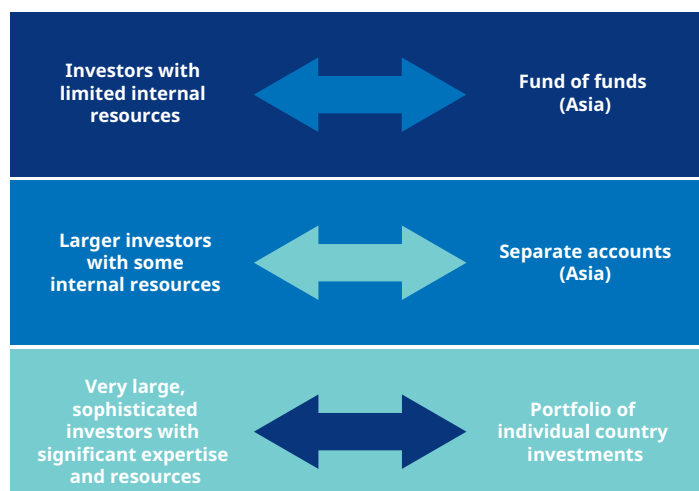 Investors with
limited internal
resources
Fund of funds
(Asia)
Larger investors
with some
internal resources
Separate accounts
(Asia)
Very large,
sophisticated
investors with
significant expertise
and resources
Portfolio of
individual country
investments